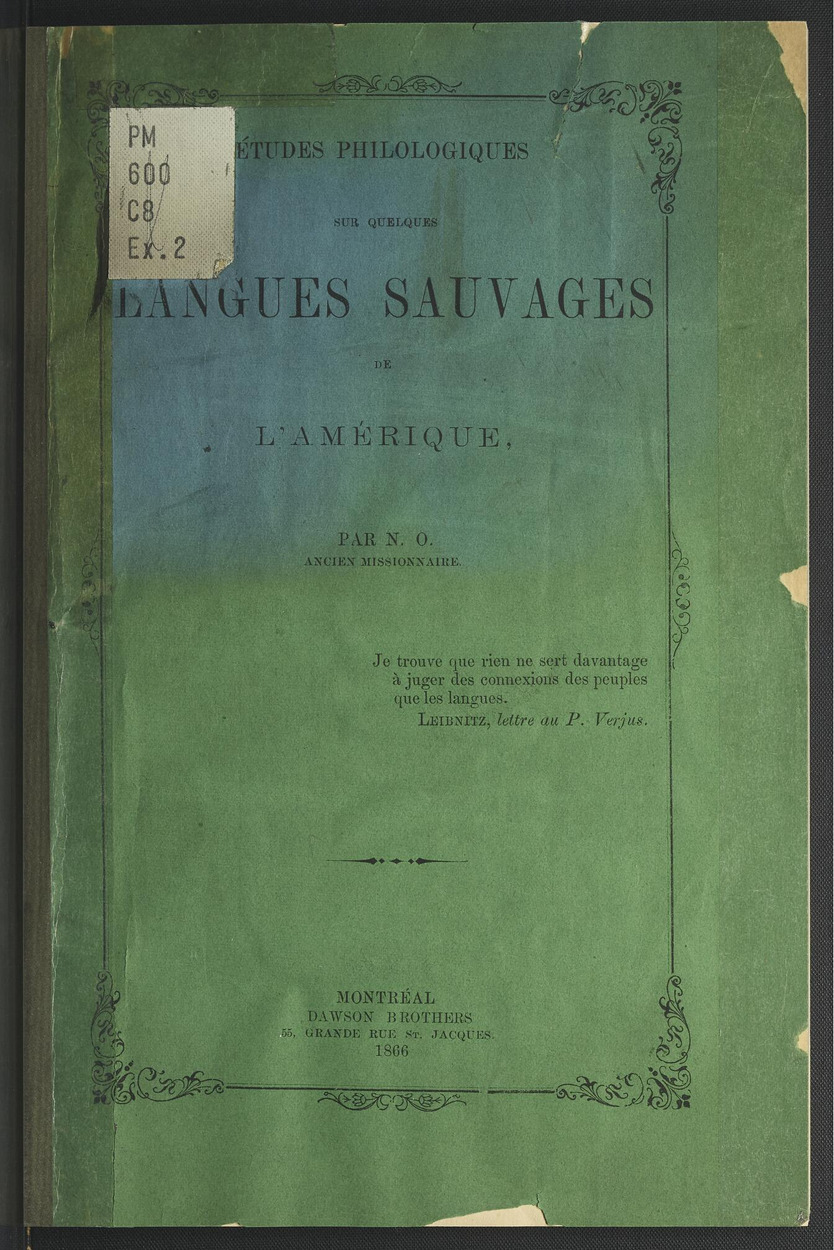 PM
600
C8
Ex.2
ÉTUDES PHILOLOGIQUES
SUR QUELQUES
LANGUES SAUVAGES
DE
L'AMÉRIQUE,
PAR N. O.
ANCIEN MISSIONNAIRE.
Je trouve que rien ne sert davantage
à juger des connexions des peuples
que les langues.
LEIBNITZ, lettre au P. Verjus.
MONTRÉAL
DAWSON BROTHERS
55, GRANDE RUE ST. JACQUES.
1866